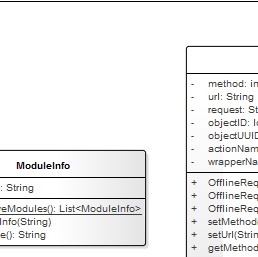 - method: in
- url: String
- request: St
- objectID: I
- objectUUID
- actionNam
- wrapperNa
+ OfflineReq
+ OfflineReq
+ OfflineReq
+ setMethod
+ setUrl(Strin
+ getMethod
ModuleInfo
: String
veModules(): List<ModuleInfo>
Info(String)
e(): String